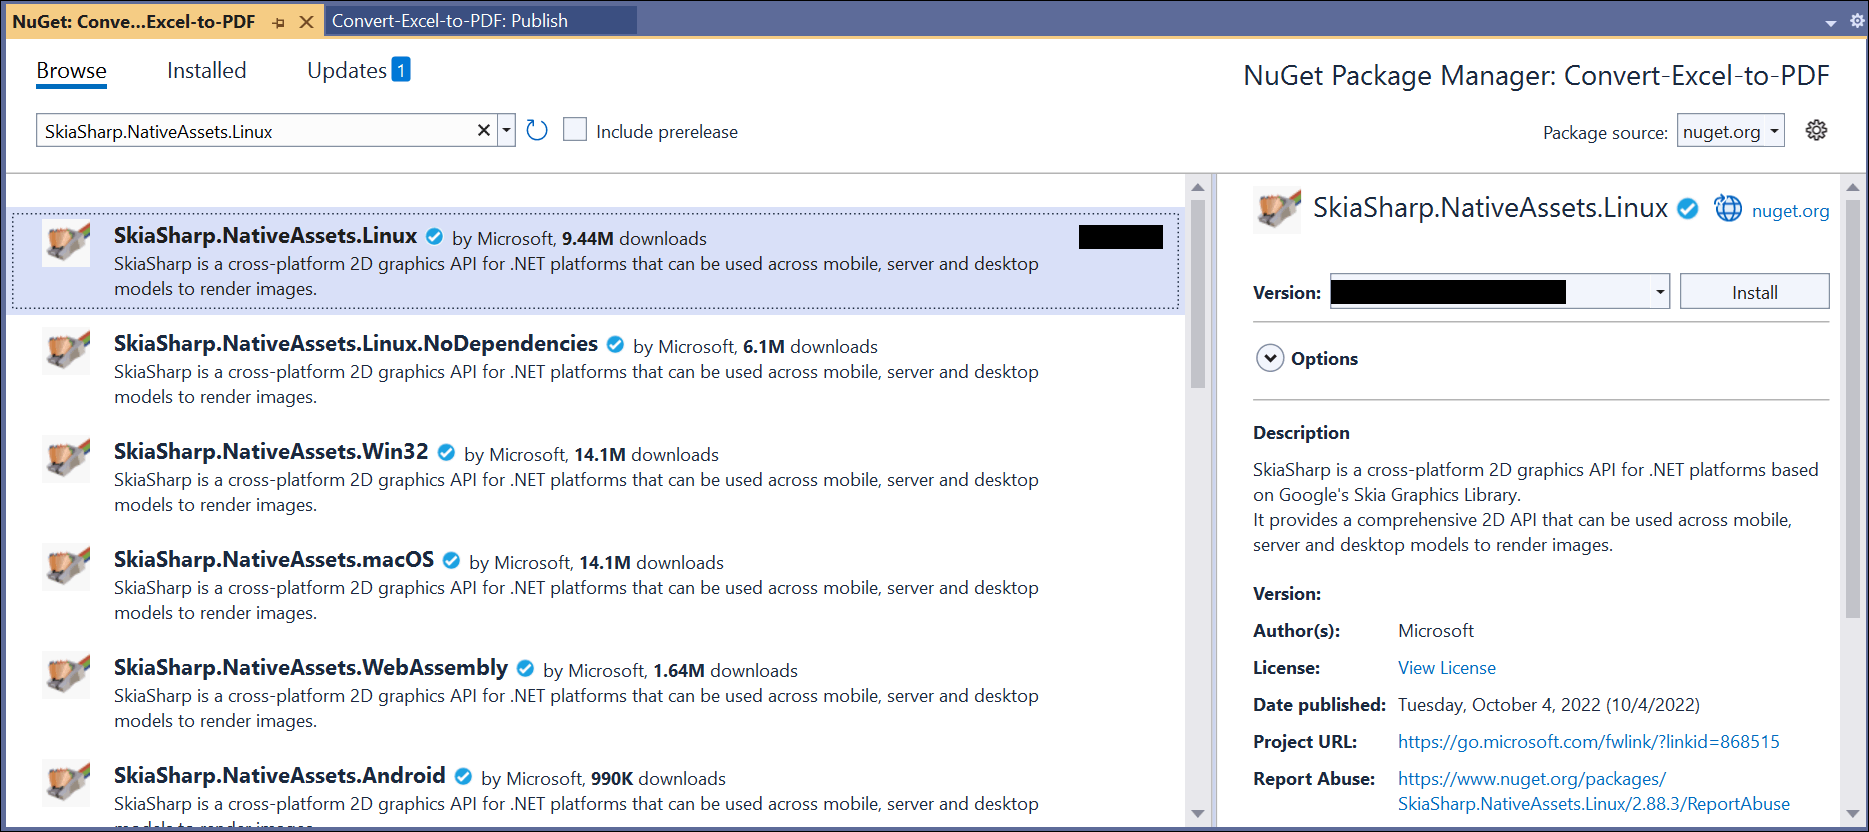 NuGet: Conve...Excel-to-PDF
Convert-Excel-to-PDF: Publish
Browse
Installed
Updates 1
NuGet Package Manager: Convert-Excel-to-PDF
SkiaSharp.NativeAssets.Linux
Include prerelease
Package source: nuget.org
SkiaSharp.NativeAssets.Linux by Microsoft, 9.44M downloads
SkiaSharp is a cross-platform 2D graphics API for .NET platforms that can be used across mobile, server and desktop
models to render images.
SkiaSharp.NativeAssets.Linux.NoDependencies by Microsoft, 6.1M downloads
SkiaSharp is a cross-platform 2D graphics API for .NET platforms that can be used across mobile, server and desktop
models to render images.
SkiaSharp.NativeAssets.Win32 by Microsoft, 14.1M downloads
SkiaSharp is a cross-platform 2D graphics API for .NET platforms that can be used across mobile, server and desktop
models to render images.
SkiaSharp.NativeAssets.macOS by Microsoft, 14.1M downloads
SkiaSharp is a cross-platform 2D graphics API for .NET platforms that can be used across mobile, server and desktop
models to render images.
SkiaSharp.NativeAssets.WebAssembly by Microsoft, 1.64M downloads
SkiaSharp is a cross-platform 2D graphics API for .NET platforms that can be used across mobile, server and desktop
models to render images.
SkiaSharp.NativeAssets.Android by Microsoft, 990K downloads
SkiaSharp is a cross-platform 2D graphics API for .NET platforms that can be used across mobile, server and desktop
models to render images.
SkiaSharp.NativeAssets.Linux nuget.org
Version:
Install
Options
Description
SkiaSharp is a cross-platform 2D graphics API for .NET platforms based
on Google's Skia Graphics Library.
It provides a comprehensive 2D API that can be used across mobile,
server and desktop models to render images.
Version:
Author(s): Microsoft
License: View License
Date published: Tuesday, October 4, 2022 (10/4/2022)
Project URL: https://go.microsoft.com/fwlink/?linkid=868515
Report Abuse: https://www.nuget.org/packages/
SkiaSharp.NativeAssets.Linux/2.88.3/ReportAbuse